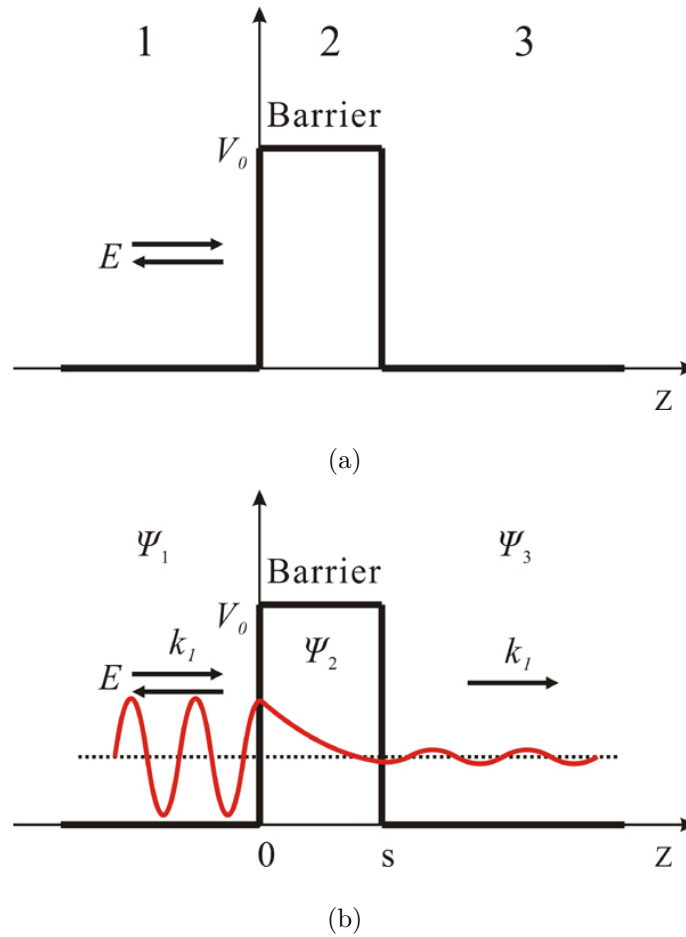 1 2 3
Barrier
V₀
E
Z
(a)
Ψ₁ Ψ₃
Barrier
V₀
k₁ Ψ₂ k₁
E
0 s Z
(b)